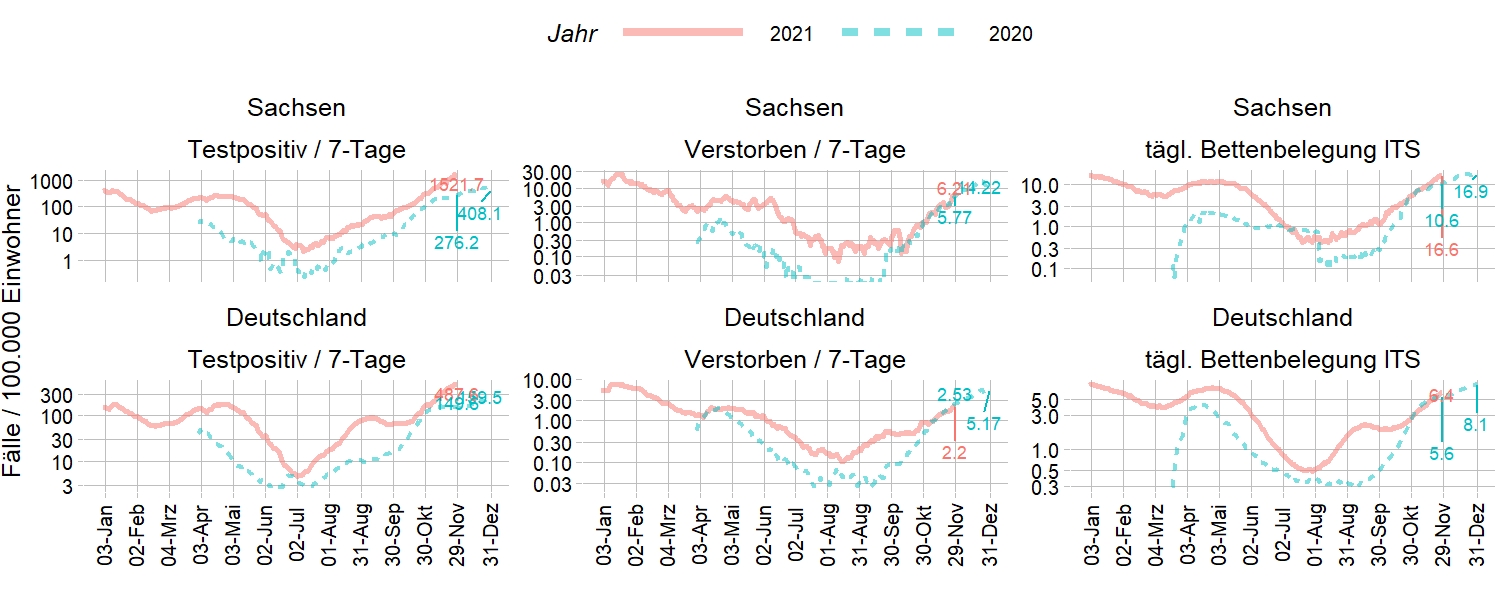 Jahr 2021 2020
Fälle / 100.000 Einwohner
Sachsen
Testpositiv / 7-Tage
1000
100
10
1
1521.7
408.1
276.2
Sachsen
Verstorben / 7-Tage
30.00
10.00
3.00
1.00
0.30
0.10
0.03
14.22
5.77
Sachsen
tägl. Bettenbelegung ITS
10.0
3.0
1.0
0.3
0.1
16.9
10.6
16.6
Deutschland
Testpositiv / 7-Tage
300
100
30
10
3
487.6
149.6
03-Jan 02-Feb 04-Mrz 03-Apr 03-Mai 02-Jun 02-Jul 01-Aug 31-Aug 30-Sep 30-Okt 29-Nov 31-Dez
Deutschland
Verstorben / 7-Tage
10.00
3.00
1.00
0.30
0.10
0.03
2.53
5.17
2.2
03-Jan 02-Feb 04-Mrz 03-Apr 03-Mai 02-Jun 02-Jul 01-Aug 31-Aug 30-Sep 30-Okt 29-Nov 31-Dez
Deutschland
tägl. Bettenbelegung ITS
5.0
3.0
1.0
0.5
0.3
6.4
8.1
5.6
03-Jan 02-Feb 04-Mrz 03-Apr 03-Mai 02-Jun 02-Jul 01-Aug 31-Aug 30-Sep 30-Okt 29-Nov 31-Dez